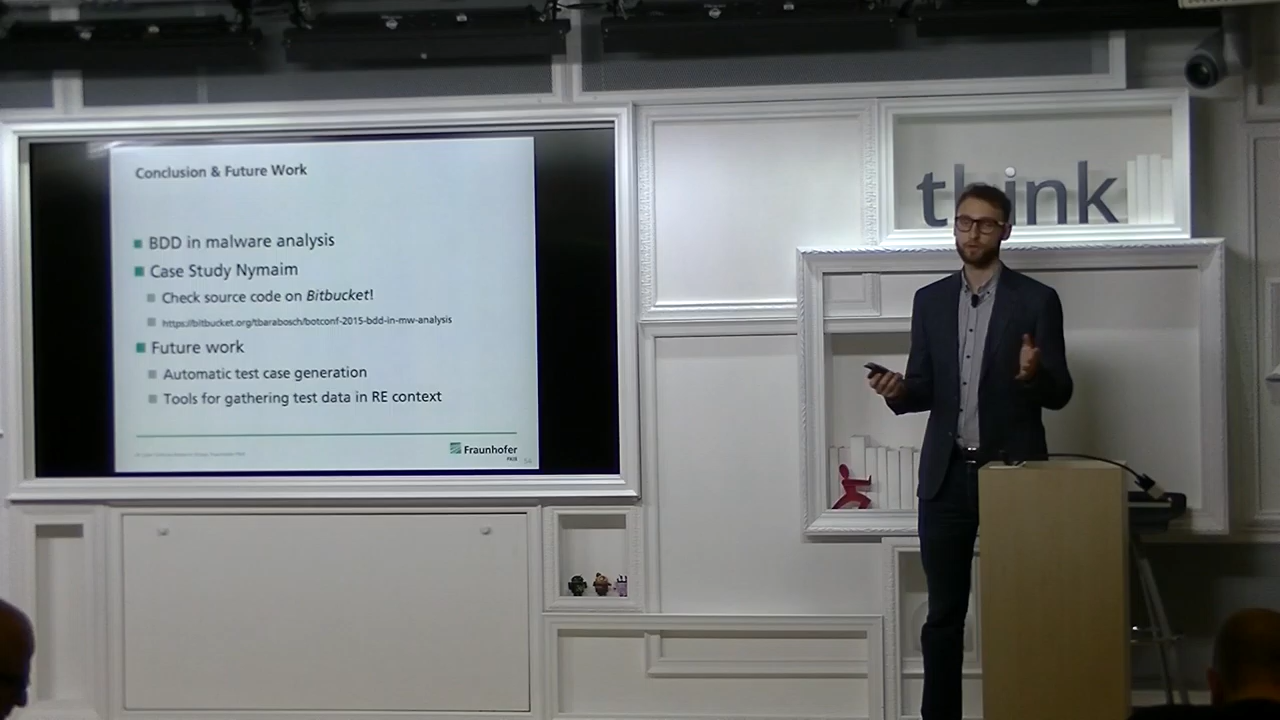 Conclusion & Future Work
BDD in malware analysis
Case Study Nymaim
Check source code on Bitbucket!
https://bitbucket.org/tbarabosch/botconf-2015-bdd-in-mw-analysis
Future work
Automatic test case generation
Tools for gathering test data in RE context
Fraunhofer
FKIE
54
think